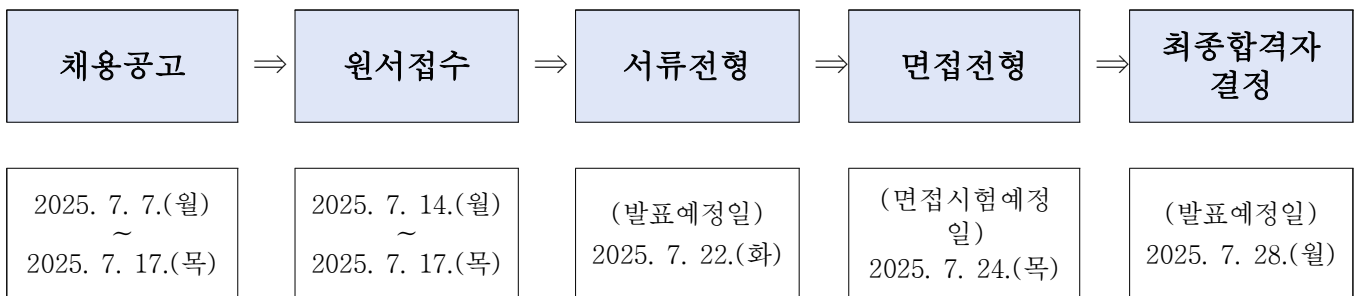 채용공고 ⇒ 원서접수 ⇒ 서류전형 ⇒ 면접전형 ⇒ 최종합격자
결정
2025. 7. 7.(월)
~
2025. 7. 17.(목)
2025. 7. 14.(월)
~
2025. 7. 17.(목)
(발표예정일)
2025. 7. 22.(화)
(면접시험예정
일)
2025. 7. 24.(목)
(발표예정일)
2025. 7. 28.(월)